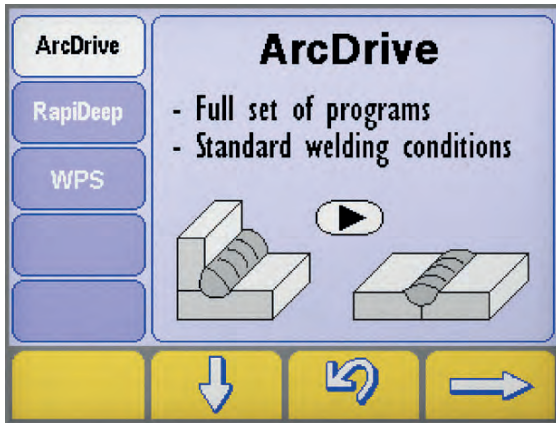 ArcDrive
RapiDeep
WPS
ArcDrive
- Full set of programs
- Standard welding conditions